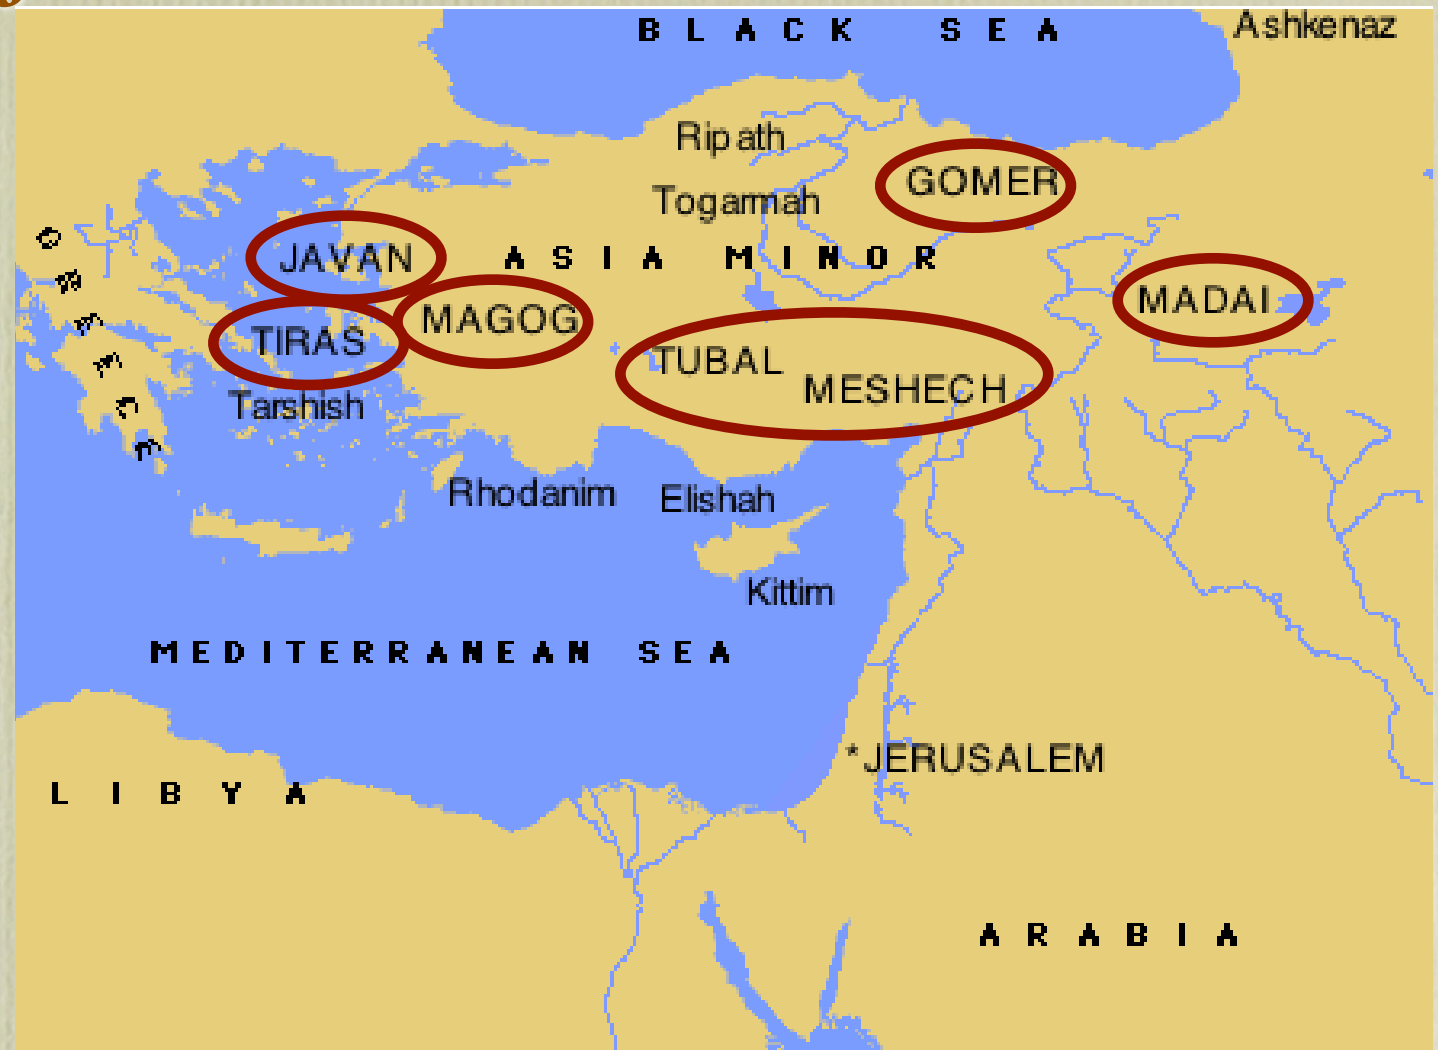 BLACK SEA
Ashkenaz
Ripath
GOMER
Togarmah
GREECE
JAVAN
ASIA MINOR
MADAI
MAGOG
TIRAS
TUBAL
MESHECH
Tarshish
Rhodanim
Elishah
Kittim
MEDITERRANEAN SEA
*JERUSALEM
LIBYA
ARABIA